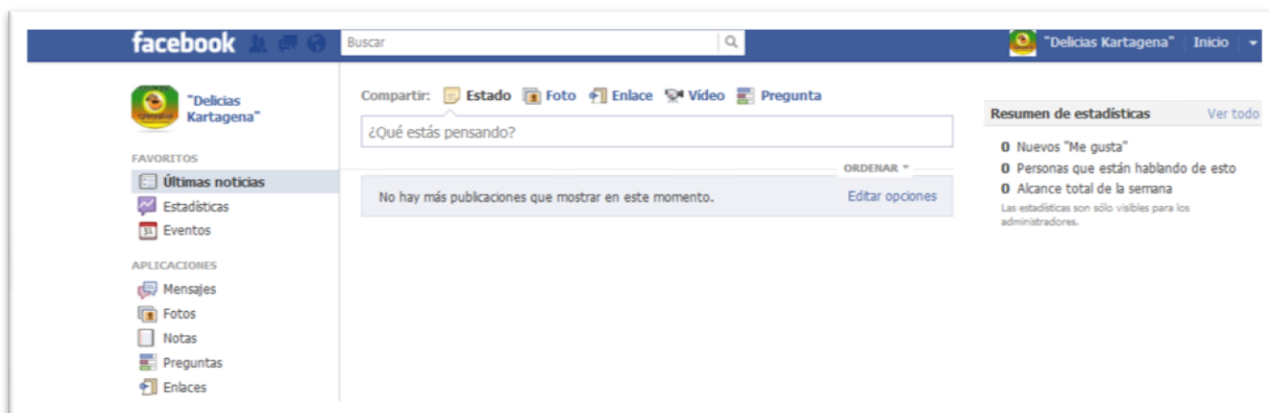 facebook
Buscar
"Delicias Kartagena" Inicio
"Delicias
Kartagena"
FAVORITOS
Últimas noticias
Estadísticas
31 Eventos
APLICACIONES
Mensajes
Fotos
Notas
Preguntas
Enlaces
Compartir: Estado Foto Enlace Vídeo Pregunta
¿Qué estás pensando?
ORDENAR
No hay más publicaciones que mostrar en este momento. Editar opciones
Resumen de estadísticas Ver todo
0 Nuevos "Me gusta"
0 Personas que están hablando de esto
0 Alcance total de la semana
Las estadísticas son sólo visibles para los
administradores.